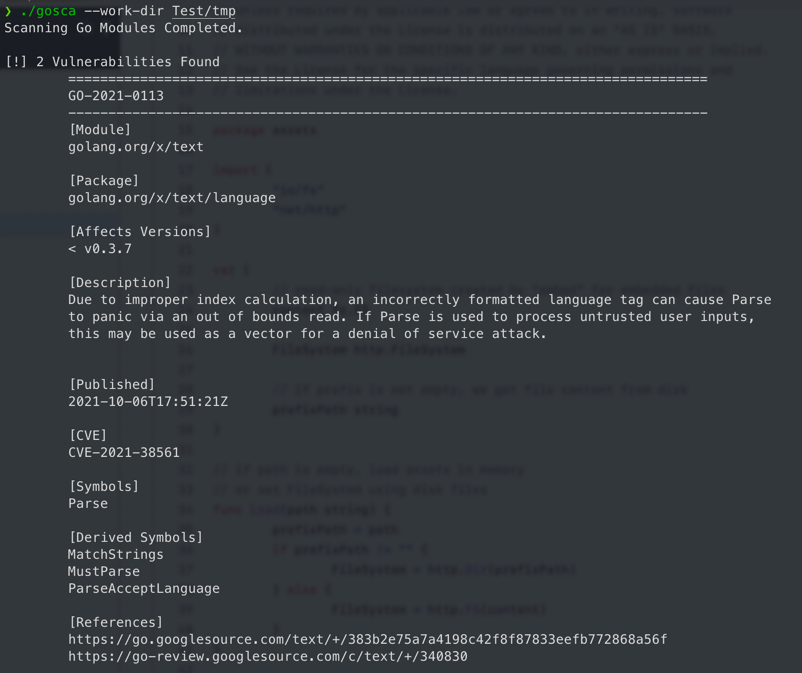 ❯ ./gosca --work-dir Test/tmp
Scanning Go Modules Completed.
[!] 2 Vulnerabilities Found
===============================================================================
GO-2021-0113
-------------------------------------------------------------------------------
[Module]
golang.org/x/text
[Package]
golang.org/x/text/language
[Affects Versions]
< v0.3.7
[Description]
Due to improper index calculation, an incorrectly formatted language tag can cause Parse
to panic via an out of bounds read. If Parse is used to process untrusted user inputs,
this may be used as a vector for a denial of service attack.
[Published]
2021-10-06T17:51:21Z
[CVE]
CVE-2021-38561
[Symbols]
Parse
[Derived Symbols]
MatchStrings
MustParse
ParseAcceptLanguage
[References]
https://go.googlesource.com/text/+/383b2e75a7a4198c42f8f87833eefb772868a56f
https://go-review.googlesource.com/c/text/+/340830